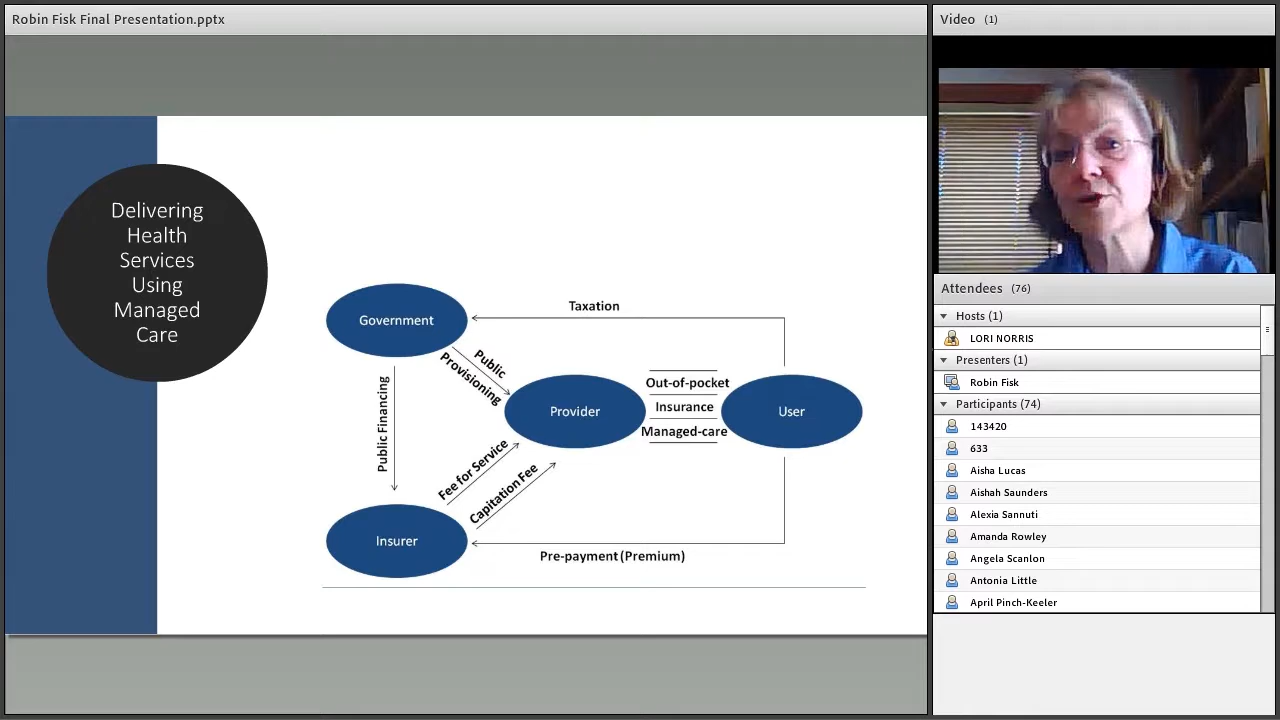 Robin Fisk Final Presentation.pptx
Delivering
Health
Services
Using
Managed
Care
Government
Taxation
Public
Provisioning
Public Financing
Provider
Out-of-pocket
Insurance
Managed-care
User
Fee for Service
Capitation Fee
Insurer
Pre-payment (Premium)
Video (1)
Attendees (76)
Hosts (1)
LORI NORRIS
Presenters (1)
Robin Fisk
Participants (74)
143420
633
Aisha Lucas
Aishah Saunders
Alexia Sannuti
Amanda Rowley
Angela Scanlon
Antonia Little
April Pinch-Keeler